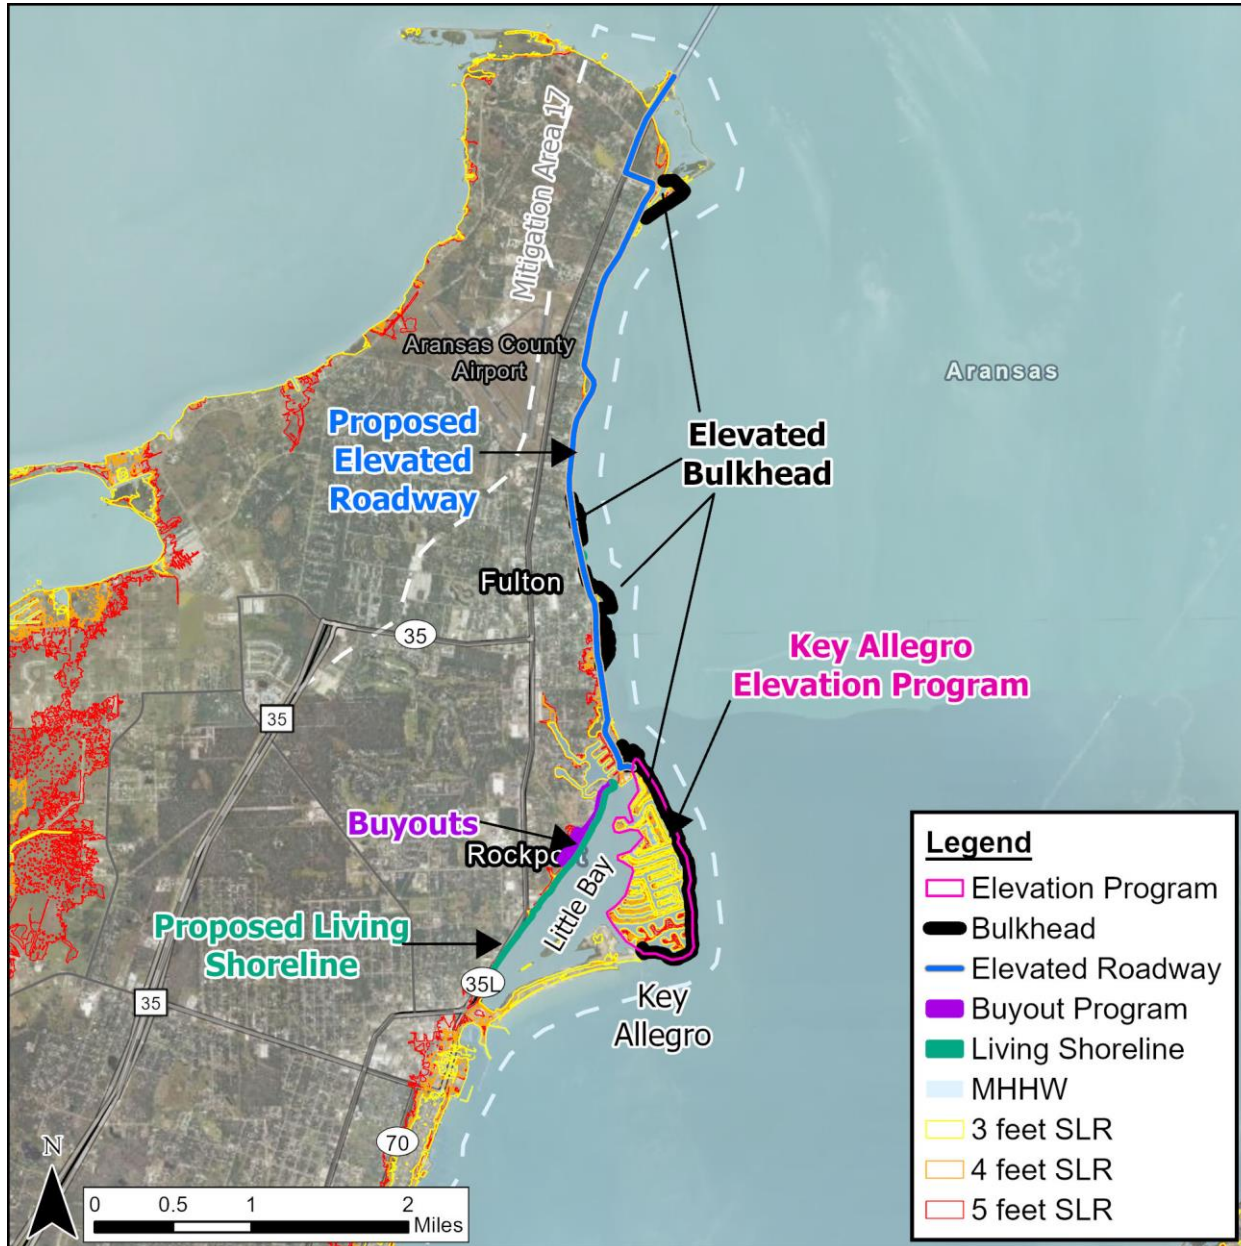 Mitigation Area 17
Aransas County
Airport
Aransas
Proposed
Elevated
Roadway
Elevated
Bulkhead
Fulton
35
Key Allegro
Elevation Program
35
Buyouts
Rockport
Little Bay
Proposed Living
Shoreline
35L
35
Key
Allegro
70
N
0 0.5 1 2
Miles
Legend
Elevation Program
Bulkhead
Elevated Roadway
Buyout Program
Living Shoreline
MHHW
3 feet SLR
4 feet SLR
5 feet SLR